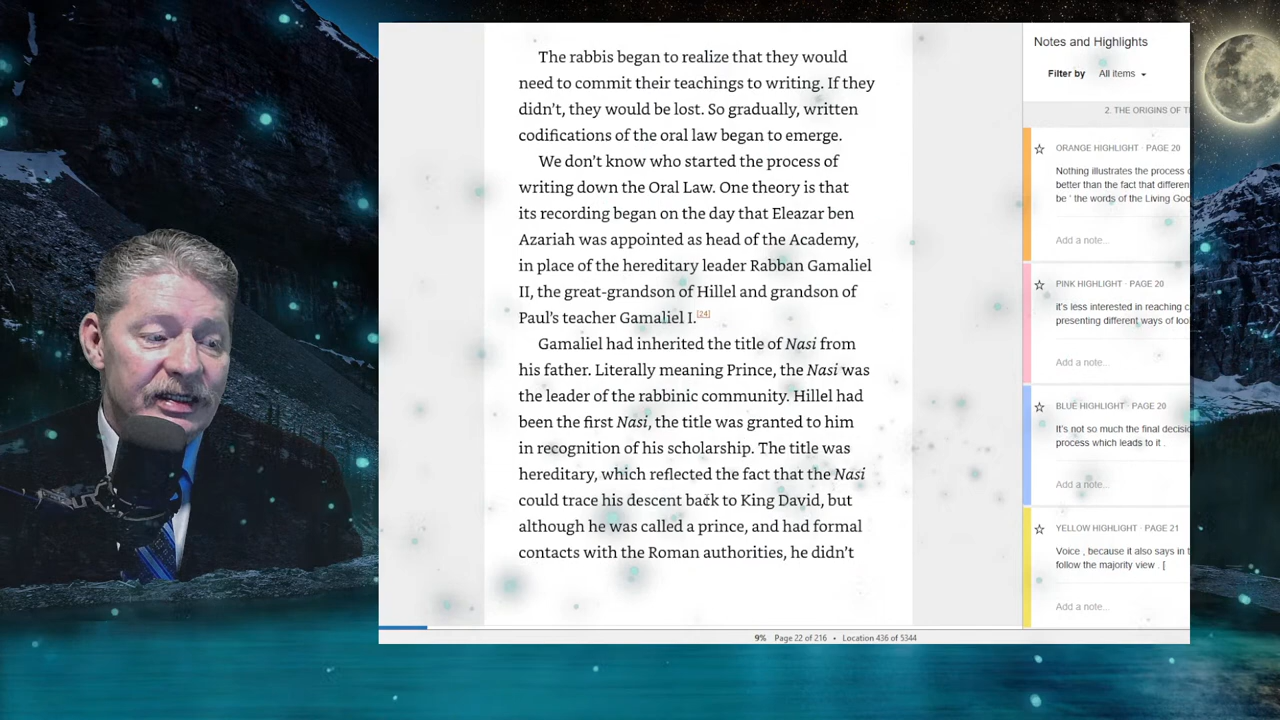 The rabbis began to realize that they would
need to commit their teachings to writing. If they
didn't, they would be lost. So gradually, written
codifications of the oral law began to emerge.
We don't know who started the process of
writing down the Oral Law. One theory is that
its recording began on the day that Eleazar ben
Azariah was appointed as head of the Academy,
in place of the hereditary leader Rabban Gamaliel
II, the great-grandson of Hillel and grandson of
Paul's teacher Gamaliel I.[24]
Gamaliel had inherited the title of Nasi from
his father. Literally meaning Prince, the Nasi was
the leader of the rabbinic community. Hillel had
been the first Nasi, the title was granted to him
in recognition of his scholarship. The title was
hereditary, which reflected the fact that the Nasi
could trace his descent back to King David, but
although he was called a prince, and had formal
contacts with the Roman authorities, he didn't
9% Page 22 of 216 • Location 436 of 5344
Notes and Highlights
Filter by All items
2. THE ORIGINS OF
ORANGE HIGHLIGHT · PAGE 20
Nothing illustrates the process
better than the fact that
be ' the words of the Living
Add a note...
PINK HIGHLIGHT · PAGE 20
it's less interested in reaching
presenting different ways of
Add a note...
BLUE HIGHLIGHT · PAGE 20
It's not so much the final
process which leads to it .
Add a note...
YELLOW HIGHLIGHT · PAGE 21
Voice , because it also says in
follow the majority view . [
Add a note...